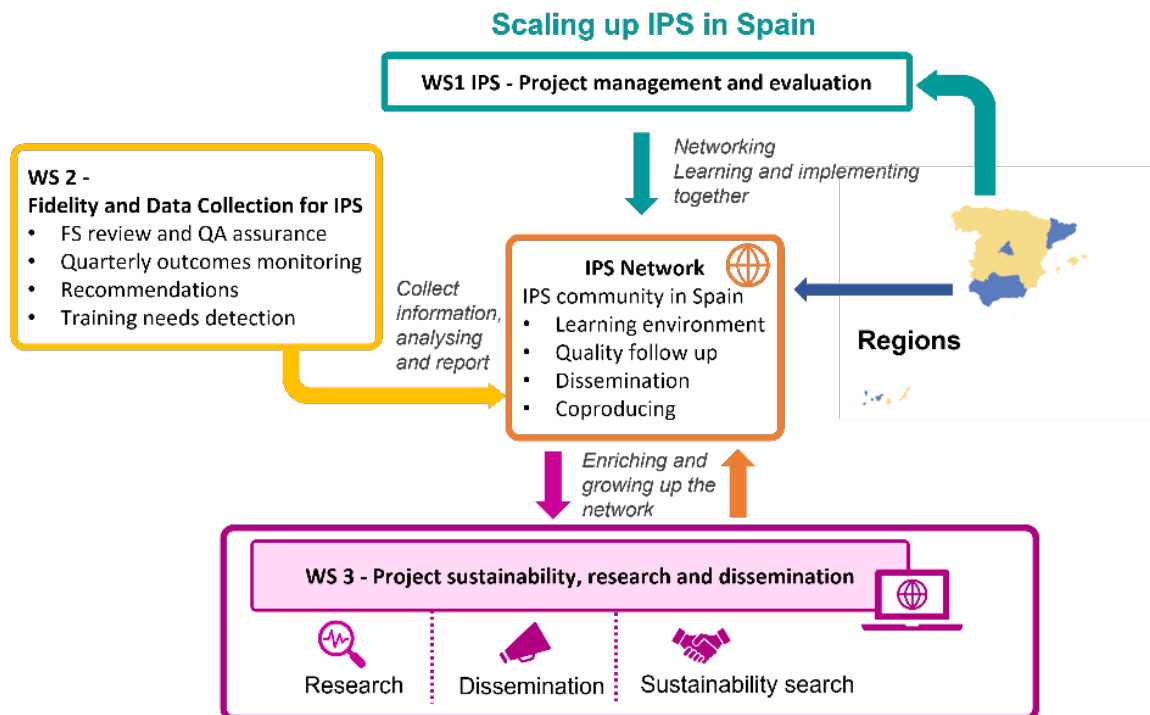 Scaling up IPS in Spain
WS1 IPS - Project management and evaluation
Networking
Learning and implementing
together
WS 2 -
Fidelity and Data Collection for IPS
• FS review and QA assurance
• Quarterly outcomes monitoring
• Recommendations
• Training needs detection
Collect
information,
analysing
and report
IPS Network
IPS community in Spain
• Learning environment
• Quality follow up
• Dissemination
• Coproducing
Regions
Enriching and
growing up the
network
WS 3 - Project sustainability, research and dissemination
Research
Dissemination
Sustainability search